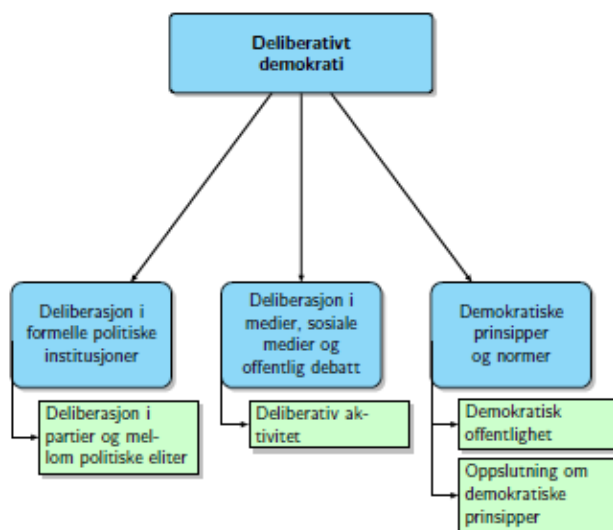 Deliberativt
demokrati
Deliberasjon i
formelle politiske
institusjoner
Deliberasjon i
medier, sosiale
medier og
offentlig debatt
Demokratiske
prinsipper
og normer
Deliberasjon i
partier og mel-
lom politiske eliter
Deliberativ ak-
tivitet
Demokratisk
offentlighet
Oppslutning om
demokratiske
prinsipper